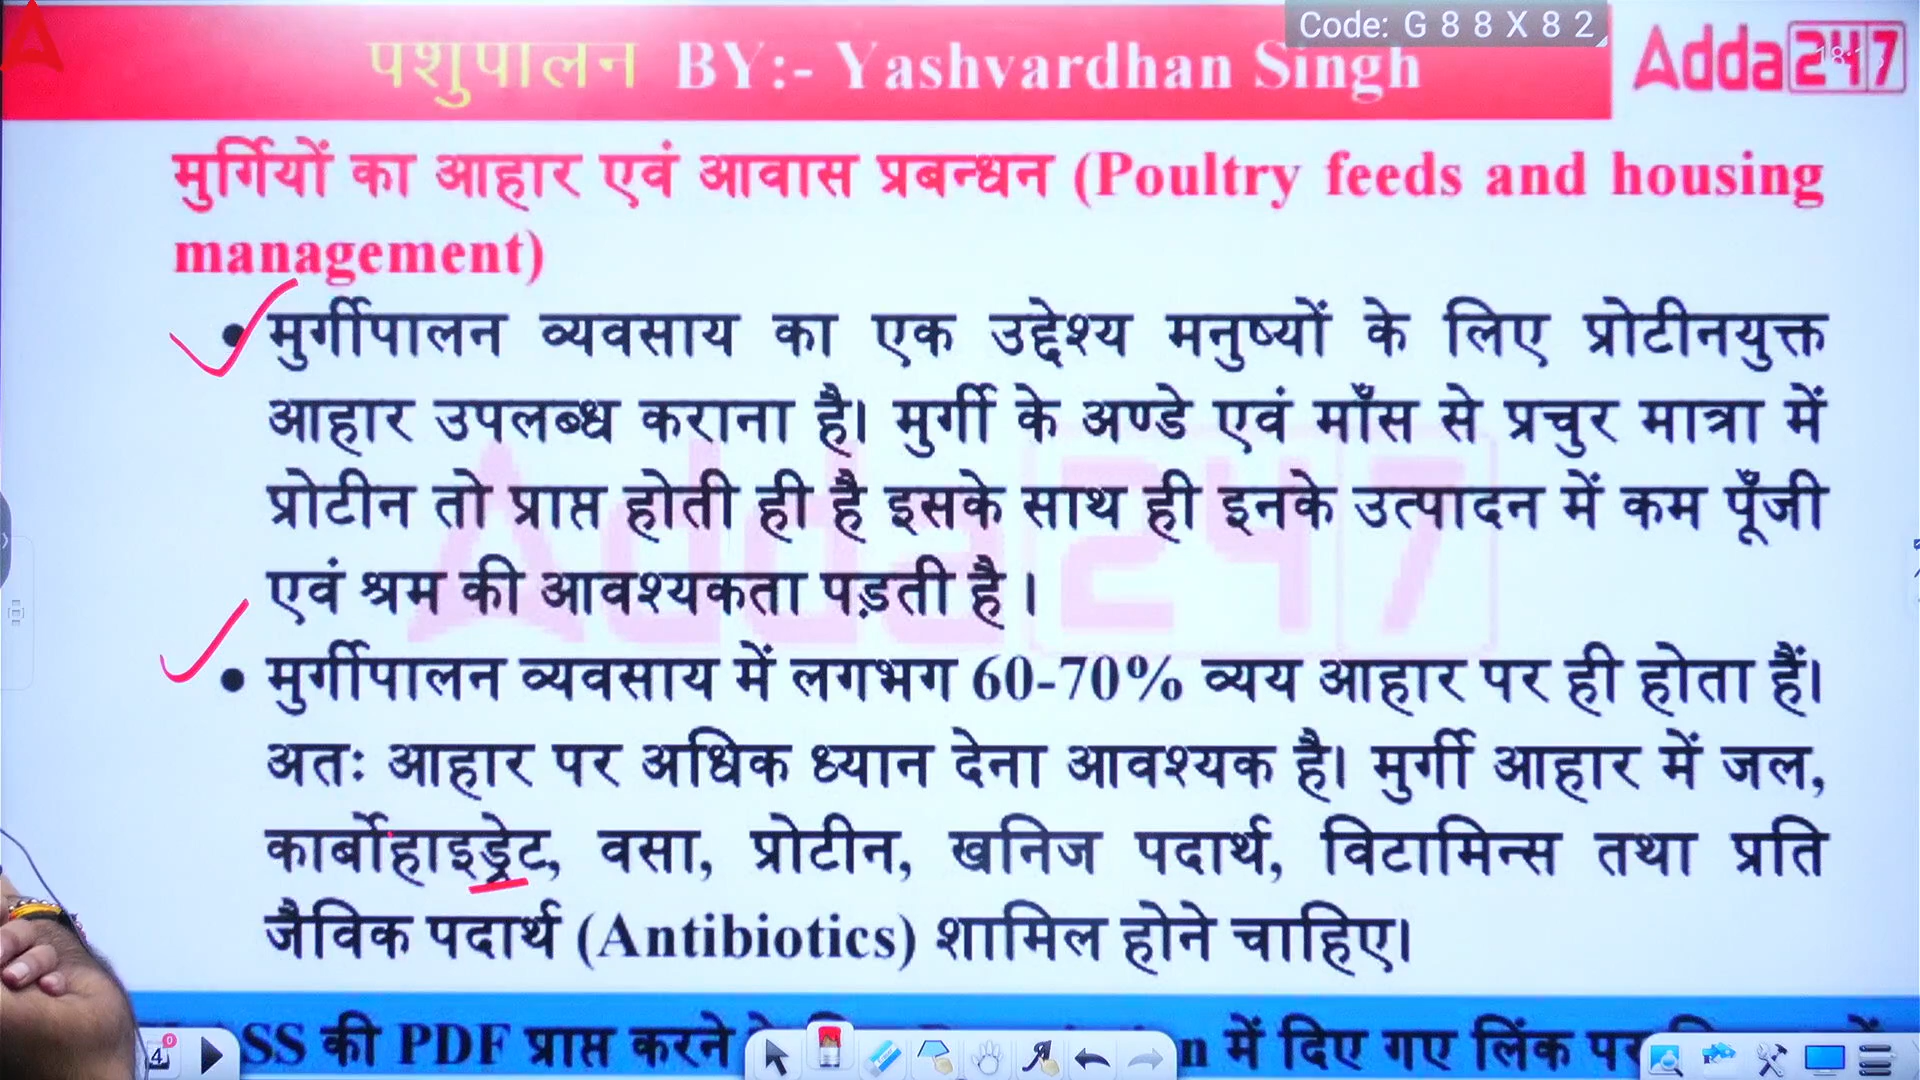 Code: G 8 8 X 8 2
पशुपालन BY:- Yashvardhan Singh
Adda247
मुर्गियों का आहार एवं आवास प्रबन्धन (Poultry feeds and housing
management)
• मुर्गीपालन व्यवसाय का एक उद्देश्य मनुष्यों के लिए प्रोटीनयुक्त
आहार उपलब्ध कराना है। मुर्गी के अण्डे एवं माँस से प्रचुर मात्रा में
प्रोटीन तो प्राप्त होती ही है इसके साथ ही इनके उत्पादन में कम पूँजी
एवं श्रम की आवश्यकता पड़ती है ।
• मुर्गीपालन व्यवसाय में लगभग 60-70% व्यय आहार पर ही होता हैं।
अतः आहार पर अधिक ध्यान देना आवश्यक है। मुर्गी आहार में जल,
कार्बोहाइड्रेट, वसा, प्रोटीन, खनिज पदार्थ, विटामिन्स तथा प्रति
जैविक पदार्थ (Antibiotics) शामिल होने चाहिए।
SS की PDF प्राप्त करने में दिए गए लिंक पर